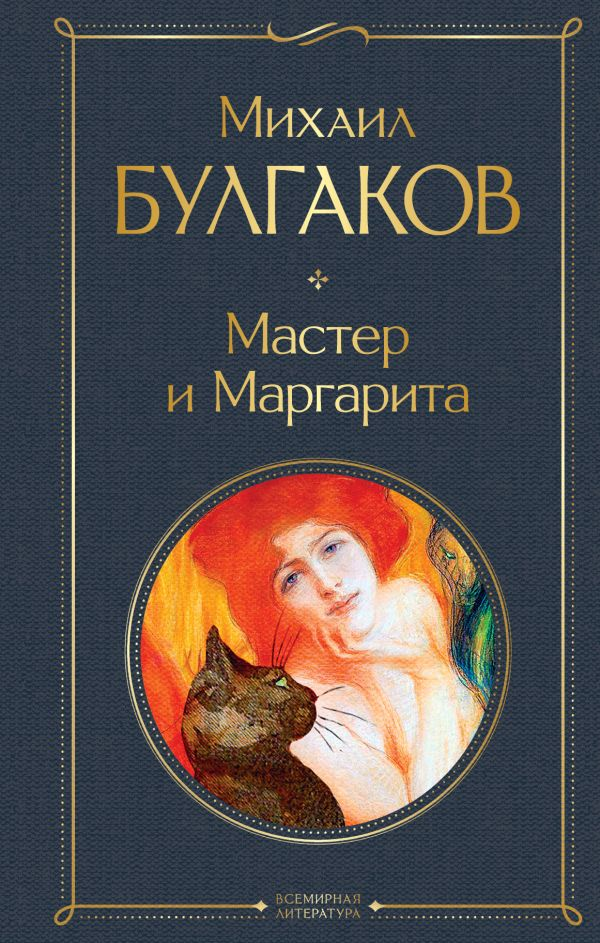 Михаил
БУЛГАКОВ
Мастер
и Маргарита
ВСЕМИРНАЯ
ЛИТЕРАТУРА